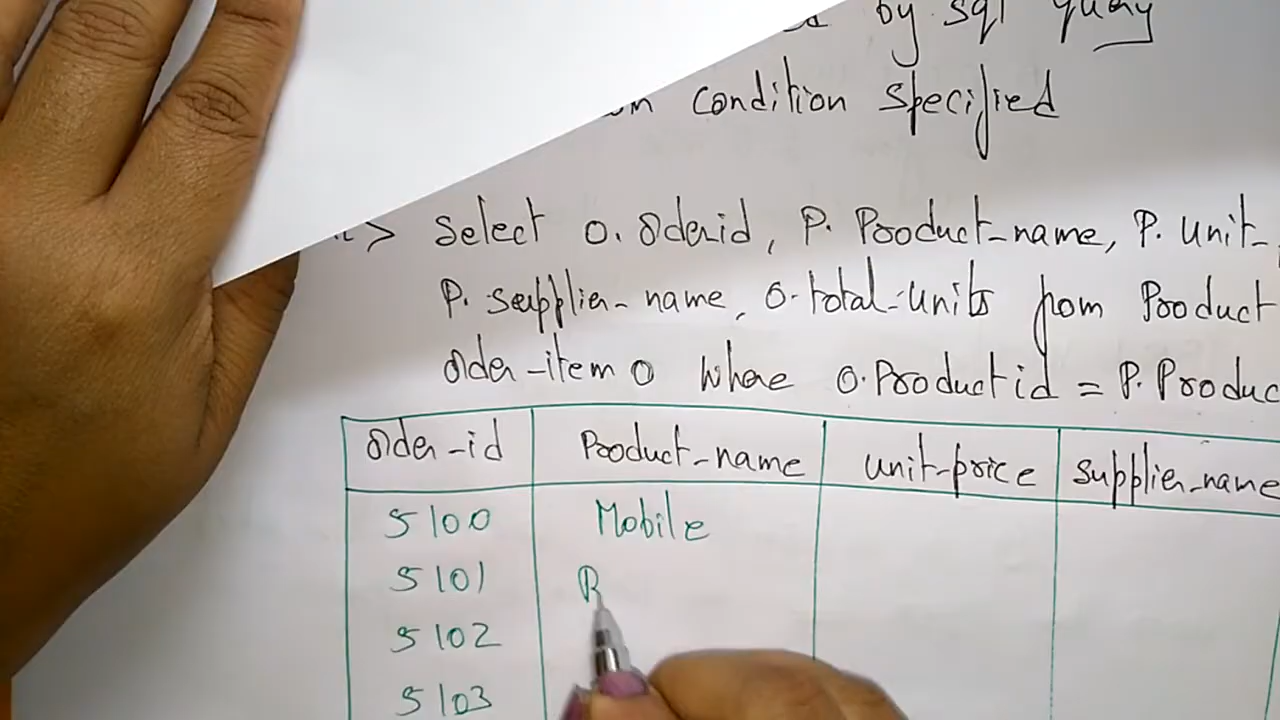 by sql query
condition specified
> Select O. Orderid, P. Product_name, P. Unit_
P. supplier_name, O.total_units from Product
Order_item O where O.Productid = P.Produc
Order_id Product_name unit_price supplier_name
5100 Mobile
5101 R
5102
5103